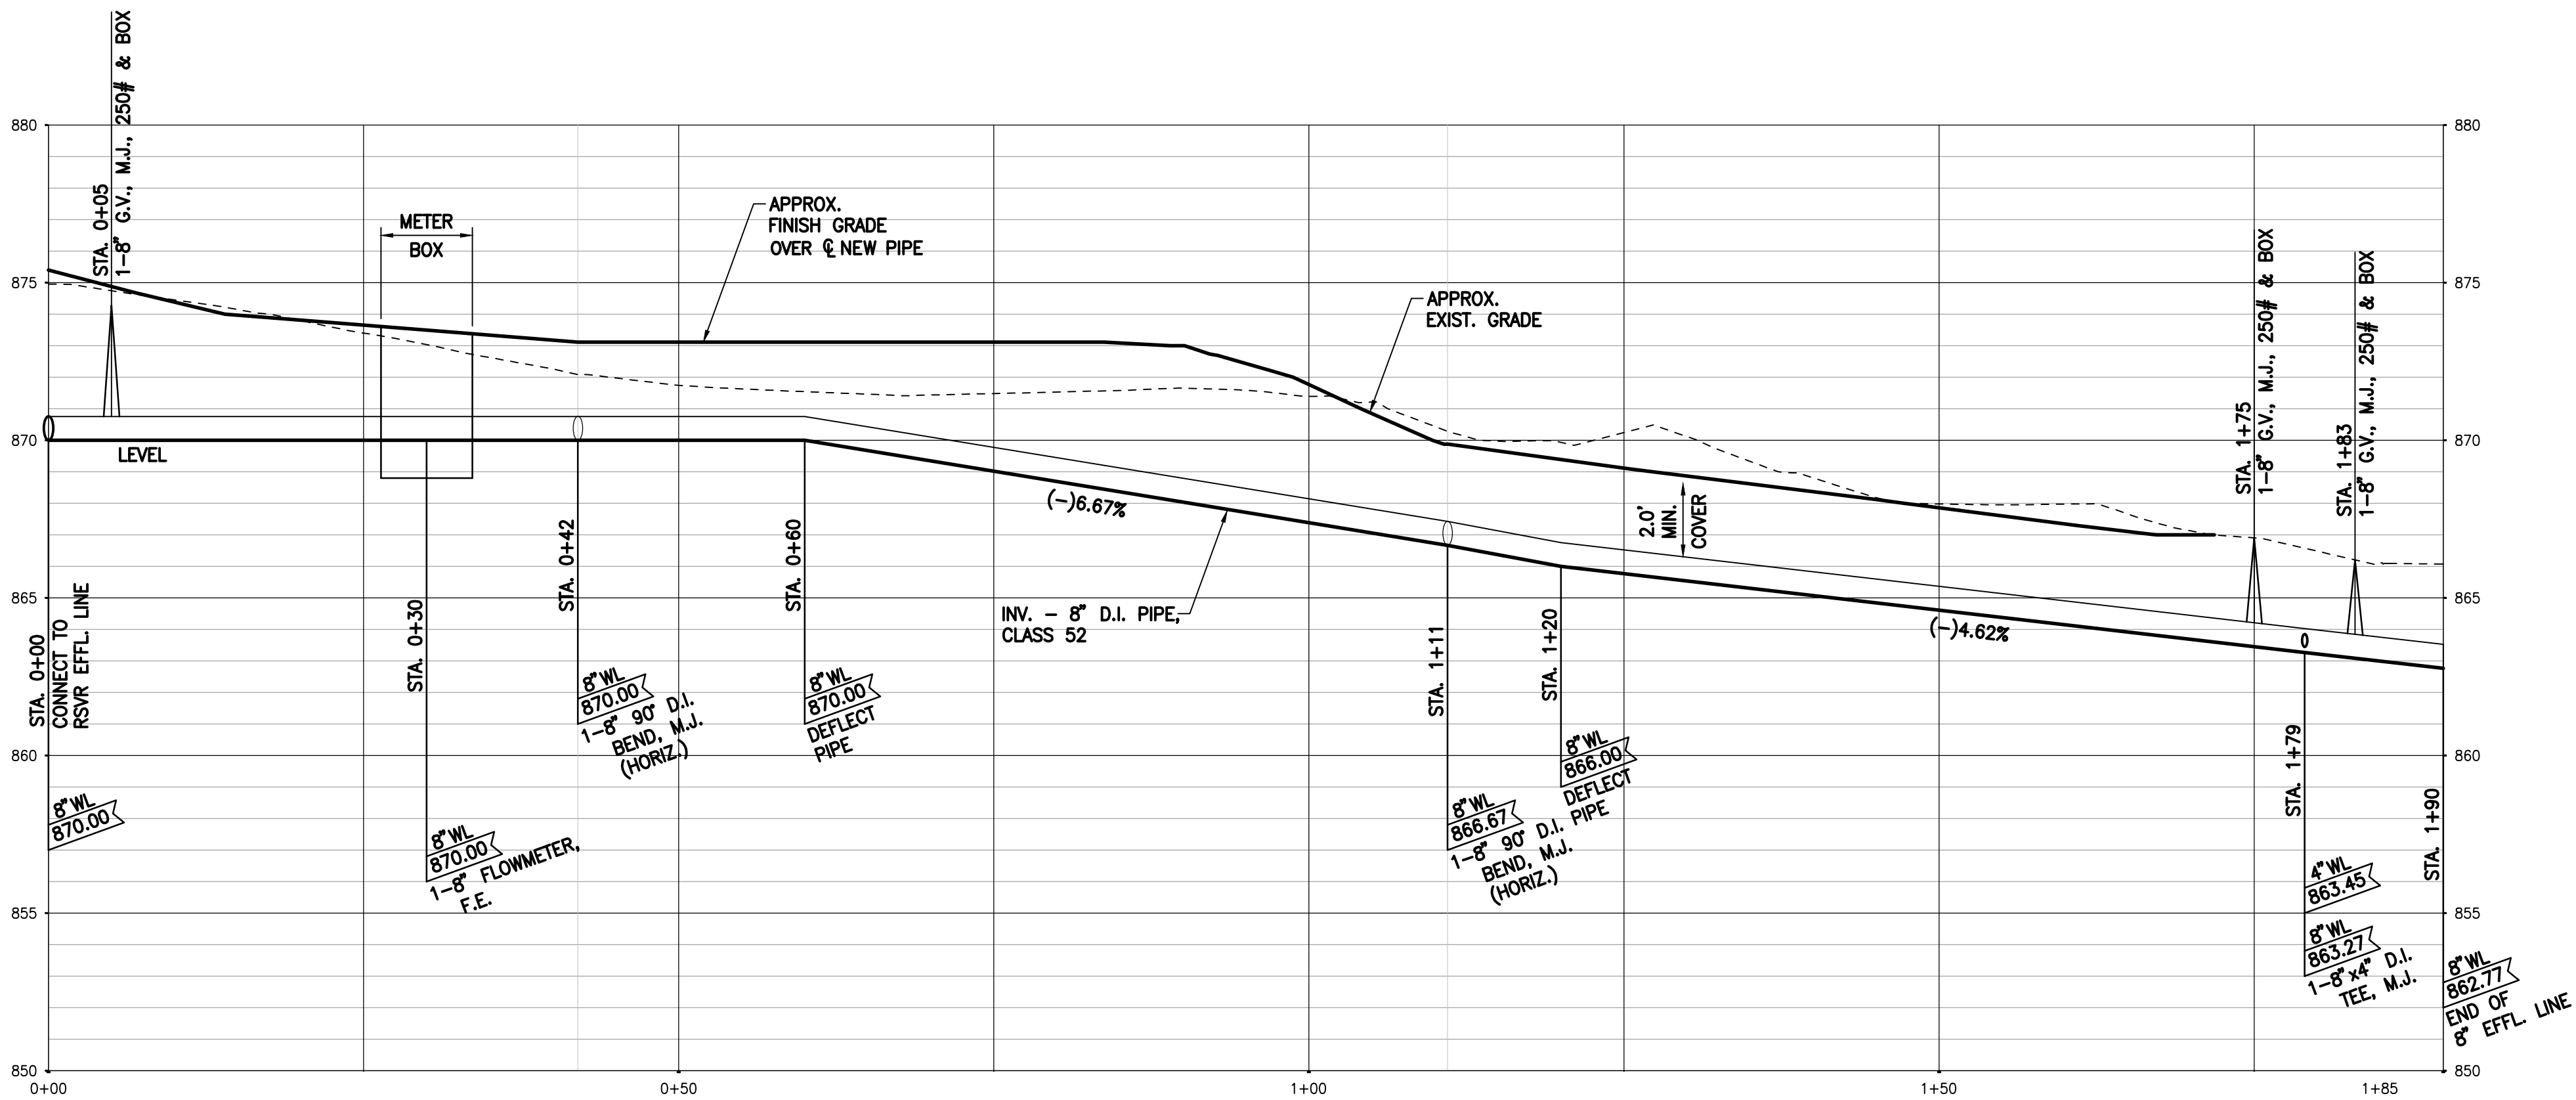 STA. 0+05
1-8" G.V., M.J., 250# & BOX
880
880
METER
BOX
APPROX.
FINISH GRADE
OVER ℄ NEW PIPE
875
875
APPROX.
EXIST. GRADE
STA. 1+75
1-8" G.V., M.J., 250# & BOX
STA. 1+83
1-8" G.V., M.J., 250# & BOX
870
870
LEVEL
(-)6.67%
2.0'
MIN.
COVER
865
865
STA. 0+00
CONNECT TO
RSVR EFFL. LINE
8"WL
870.00
STA. 0+30
8"WL
870.00
1-8" FLOWMETER,
F.E.
STA. 0+42
8"WL
870.00
1-8" 90° D.I.
BEND, M.J.
(HORIZ.)
STA. 0+60
8"WL
870.00
DEFLECT
PIPE
INV. - 8" D.I. PIPE,
CLASS 52
STA. 1+11
8"WL
866.67
1-8" 90° D.I. PIPE
BEND, M.J.
(HORIZ.)
STA. 1+20
8"WL
866.00
DEFLECT
PIPE
(-)4.62%
STA. 1+79
4"WL
863.45
8"WL
863.27
1-8"x4" D.I.
TEE, M.J.
STA. 1+90
8"WL
862.77
END OF
8" EFFL. LINE
860
860
855
855
850
850
0+00
0+50
1+00
1+50
1+85